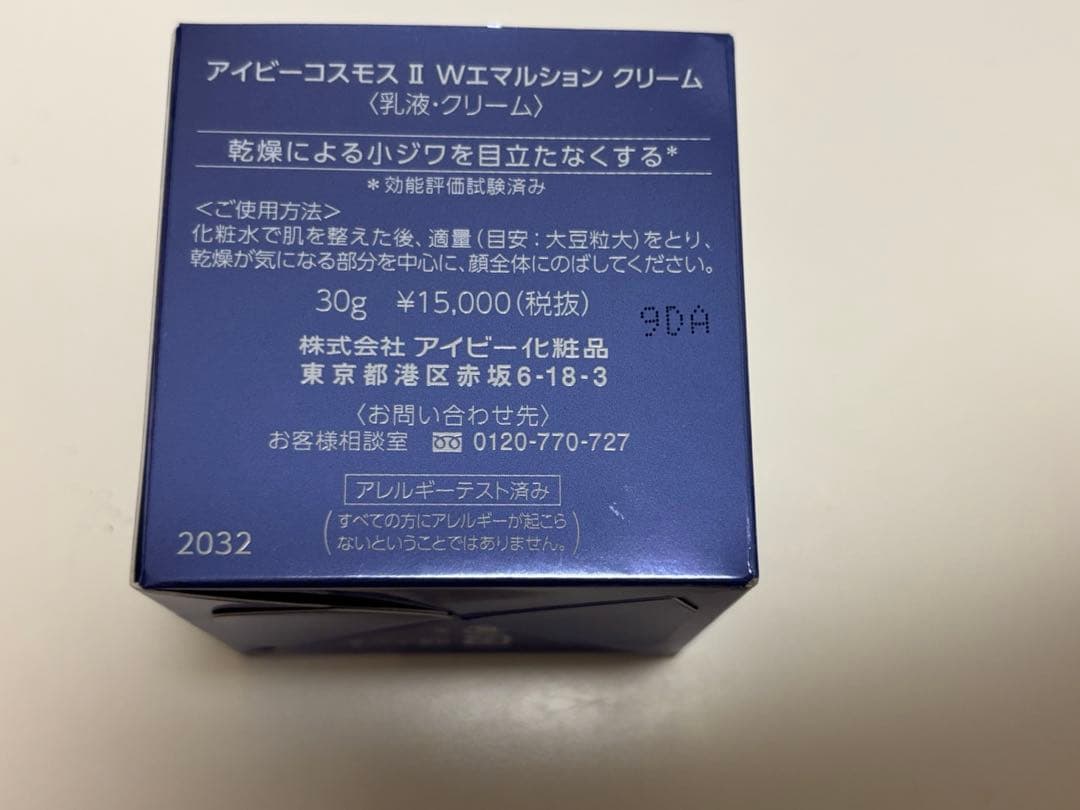 アイビーコスモス Ⅱ Wエマルション クリーム
〈乳液・クリーム〉
乾燥による小ジワを目立たなくする*
*効能評価試験済み
＜ご使用方法＞
化粧水で肌を整えた後、適量(目安:大豆粒大)をとり、
乾燥が気になる部分を中心に、顔全体にのばしてください。
30g ¥15,000(税抜)
9DA
株式会社 アイビー化粧品
東京都港区赤坂6-18-3
〈お問い合わせ先〉
お客様相談室 0120-770-727
アレルギーテスト済み
(すべての方にアレルギーが起こら
ないということではありません。)
2032